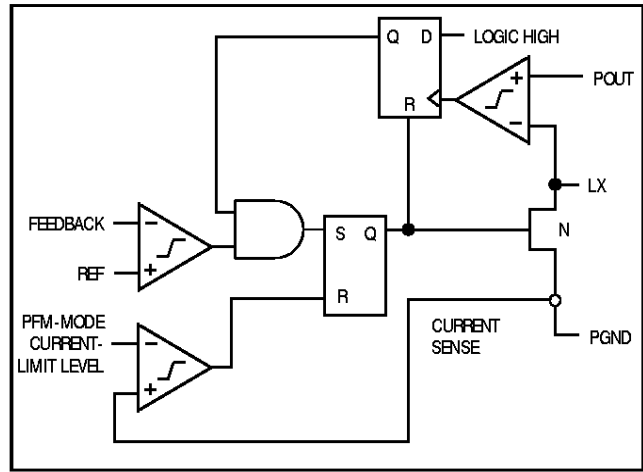 Q D LOGIC HIGH
R
+ POUT
−
LX
FEEDBACK −
REF +
S Q
R
N
PFM-MODE
CURRENT-
LIMIT LEVEL
−
+
CURRENT
SENSE
PGND